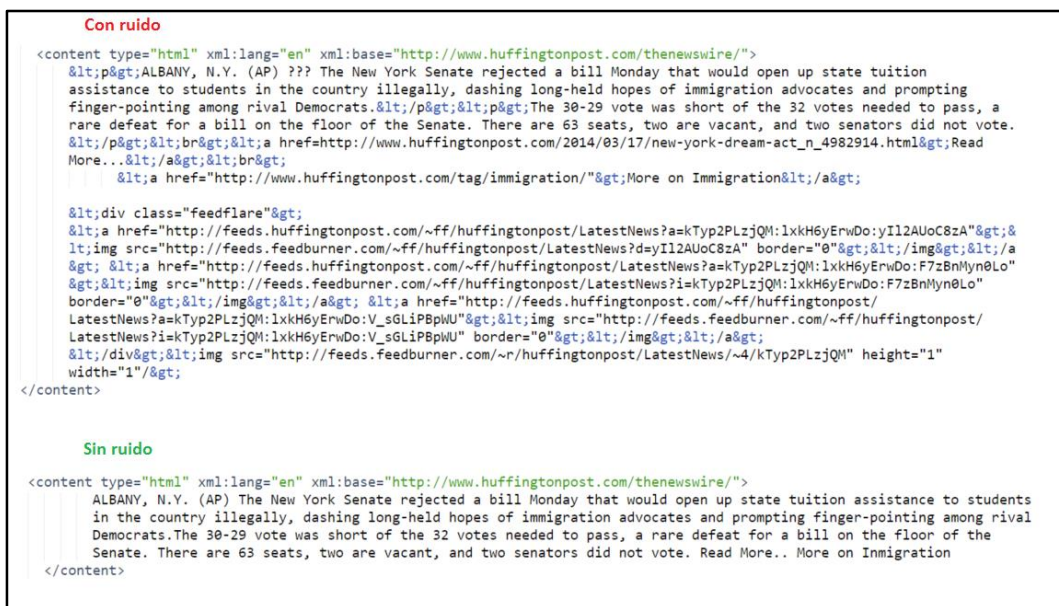 Con ruido
<content type="html" xml:lang="en" xml:base="http://www.huffingtonpost.com/thenewswire/">
&lt;p&gt;ALBANY, N.Y. (AP) ??? The New York Senate rejected a bill Monday that would open up state tuition
assistance to students in the country illegally, dashing long-held hopes of immigration advocates and prompting
finger-pointing among rival Democrats.&lt;/p&gt;&lt;p&gt;The 30-29 vote was short of the 32 votes needed to pass, a
rare defeat for a bill on the floor of the Senate. There are 63 seats, two are vacant, and two senators did not vote.
&lt;/p&gt;&lt;br&gt;&lt;a href=http://www.huffingtonpost.com/2014/03/17/new-york-dream-act_n_4982914.html&gt;Read
More...&lt;/a&gt;&lt;br&gt;
&lt;a href="http://www.huffingtonpost.com/tag/immigration/"&gt;More on Immigration&lt;/a&gt;
&lt;div class="feedflare"&gt;
&lt;a href="http://feeds.huffingtonpost.com/~ff/huffingtonpost/LatestNews?a=kTyp2PLzjQM:lxkH6yErwDo:yIl2AUoC8zA"&gt;&
lt;img src="http://feeds.feedburner.com/~ff/huffingtonpost/LatestNews?d=yIl2AUoC8zA" border="0"&gt;&lt;/img&gt;&lt;/a
&gt; &lt;a href="http://feeds.huffingtonpost.com/~ff/huffingtonpost/LatestNews?a=kTyp2PLzjQM:lxkH6yErwDo:F7zBnMyn0Lo"
&gt;&lt;img src="http://feeds.feedburner.com/~ff/huffingtonpost/LatestNews?i=kTyp2PLzjQM:lxkH6yErwDo:F7zBnMyn0Lo"
border="0"&gt;&lt;/img&gt;&lt;/a&gt; &lt;a href="http://feeds.huffingtonpost.com/~ff/huffingtonpost/
LatestNews?a=kTyp2PLzjQM:lxkH6yErwDo:V_sGLiPBpWU"&gt;&lt;img src="http://feeds.feedburner.com/~ff/huffingtonpost/
LatestNews?i=kTyp2PLzjQM:lxkH6yErwDo:V_sGLiPBpWU" border="0"&gt;&lt;/img&gt;&lt;/a&gt;
&lt;/div&gt;&lt;img src="http://feeds.feedburner.com/~r/huffingtonpost/LatestNews/~4/kTyp2PLzjQM" height="1"
width="1"/&gt;
</content>
Sin ruido
<content type="html" xml:lang="en" xml:base="http://www.huffingtonpost.com/thenewswire/">
ALBANY, N.Y. (AP) The New York Senate rejected a bill Monday that would open up state tuition assistance to students
in the country illegally, dashing long-held hopes of immigration advocates and prompting finger-pointing among rival
Democrats.The 30-29 vote was short of the 32 votes needed to pass, a rare defeat for a bill on the floor of the
Senate. There are 63 seats, two are vacant, and two senators did not vote. Read More.. More on Inmigration
</content>